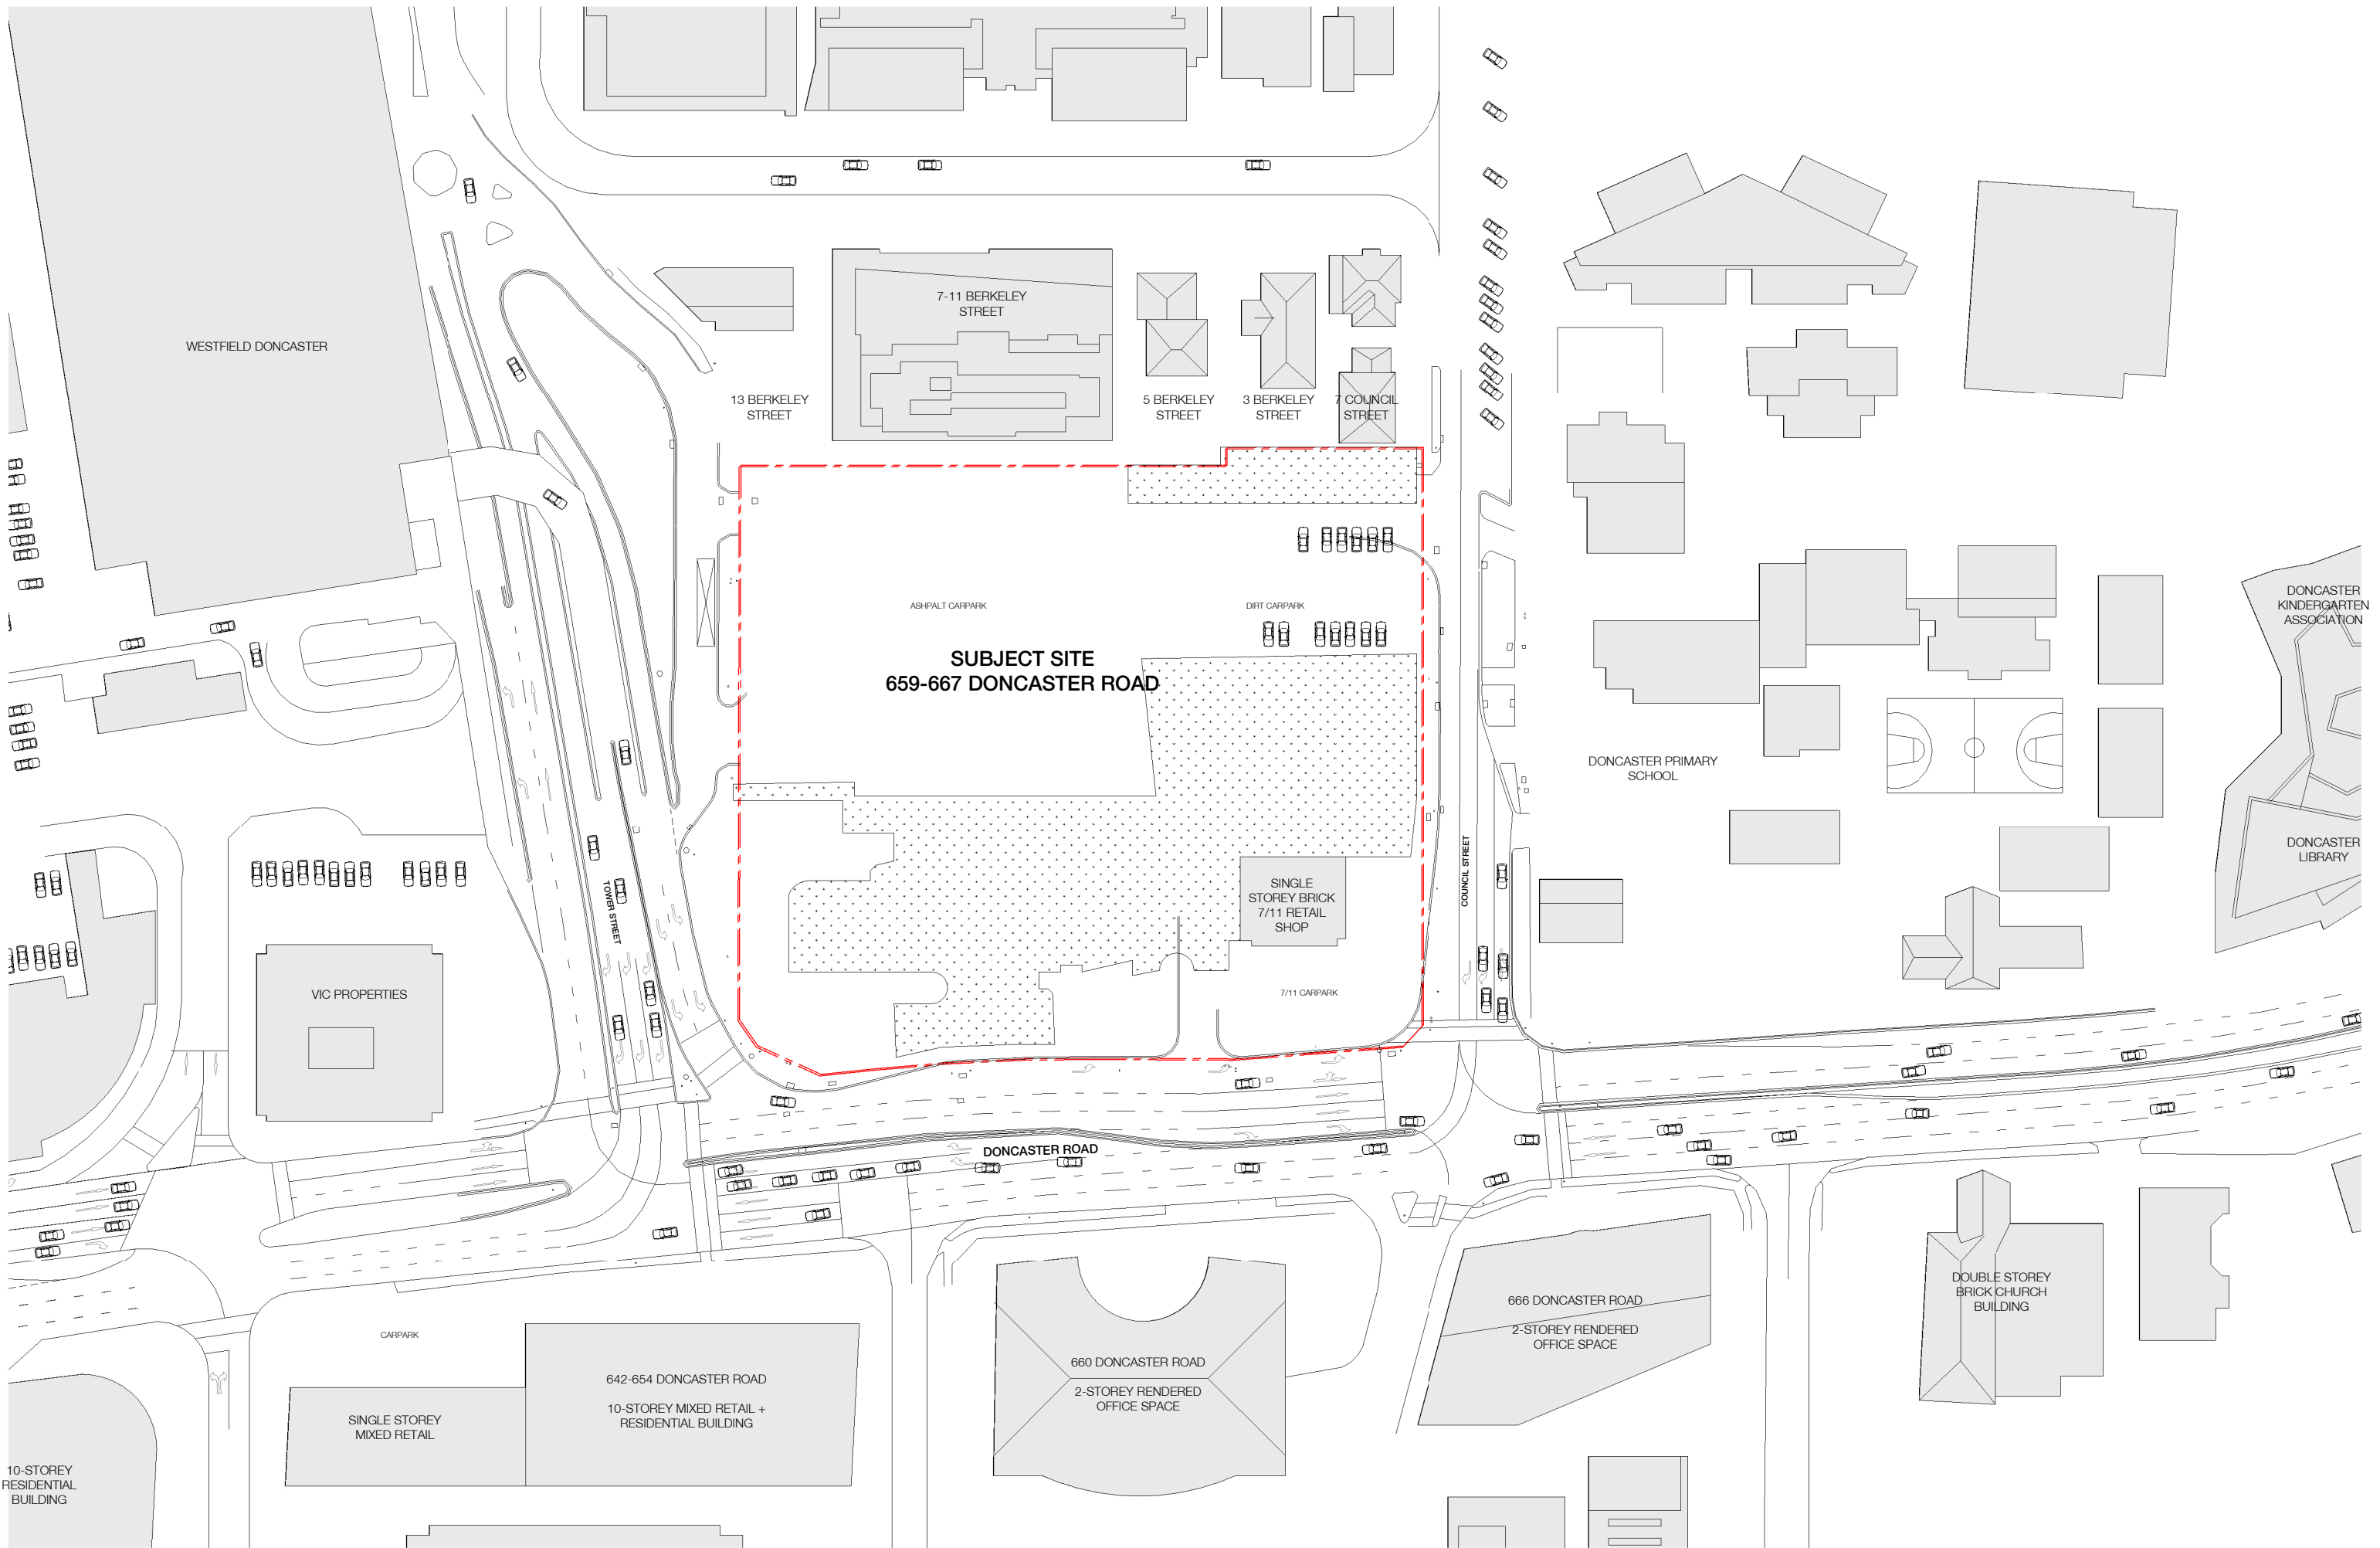 7-11 BERKELEY
STREET
WESTFIELD DONCASTER
13 BERKELEY
STREET
5 BERKELEY
STREET
3 BERKELEY
STREET
7 COUNCIL
STREET
ASHPALT CARPARK
DIRT CARPARK
SUBJECT SITE
659-667 DONCASTER ROAD
DONCASTER
KINDERGARTEN
ASSOCIATION
DONCASTER PRIMARY
SCHOOL
DONCASTER
LIBRARY
COUNCIL STREET
TOWER STREET
SINGLE
STOREY BRICK
7/11 RETAIL
SHOP
VIC PROPERTIES
7/11 CARPARK
DONCASTER ROAD
CARPARK
642-654 DONCASTER ROAD
10-STOREY MIXED RETAIL +
RESIDENTIAL BUILDING
SINGLE STOREY
MIXED RETAIL
660 DONCASTER ROAD
2-STOREY RENDERED
OFFICE SPACE
666 DONCASTER ROAD
2-STOREY RENDERED
OFFICE SPACE
DOUBLE STOREY
BRICK CHURCH
BUILDING
10-STOREY
RESIDENTIAL
BUILDING